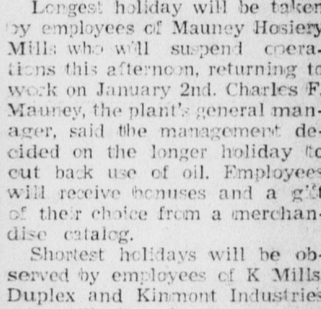 Longest holiday will be taken
by employees of Mauney Hosiery
Mills who will suspend opera-
tions this afternoon, returning to
work on January 2nd. Charles F.
Mauney, the plant's general man-
ager, said the management de-
cided on the longer holiday to
cut back use of oil. Employees
will receive bonuses and a gift
of their choice from a merchan-
dise catalog.
Shortest holidays will be ob-
served by employees of K Mills,
Duplex and Kinmont Industries